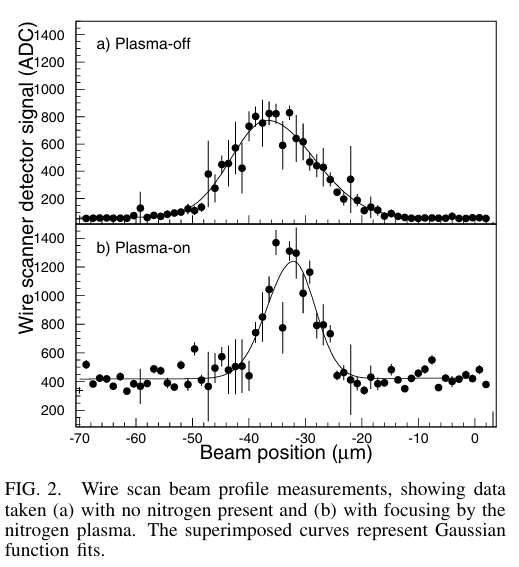 Wire scanner detector signal (ADC)
1400
a) Plasma-off
1200
1000
800
600
400
200
1400
b) Plasma-on
1200
1000
800
600
400
200
-70 -60 -50 -40 -30 -20 -10 0
Beam position (μm)
FIG. 2. Wire scan beam profile measurements, showing data
taken (a) with no nitrogen present and (b) with focusing by the
nitrogen plasma. The superimposed curves represent Gaussian
function fits.